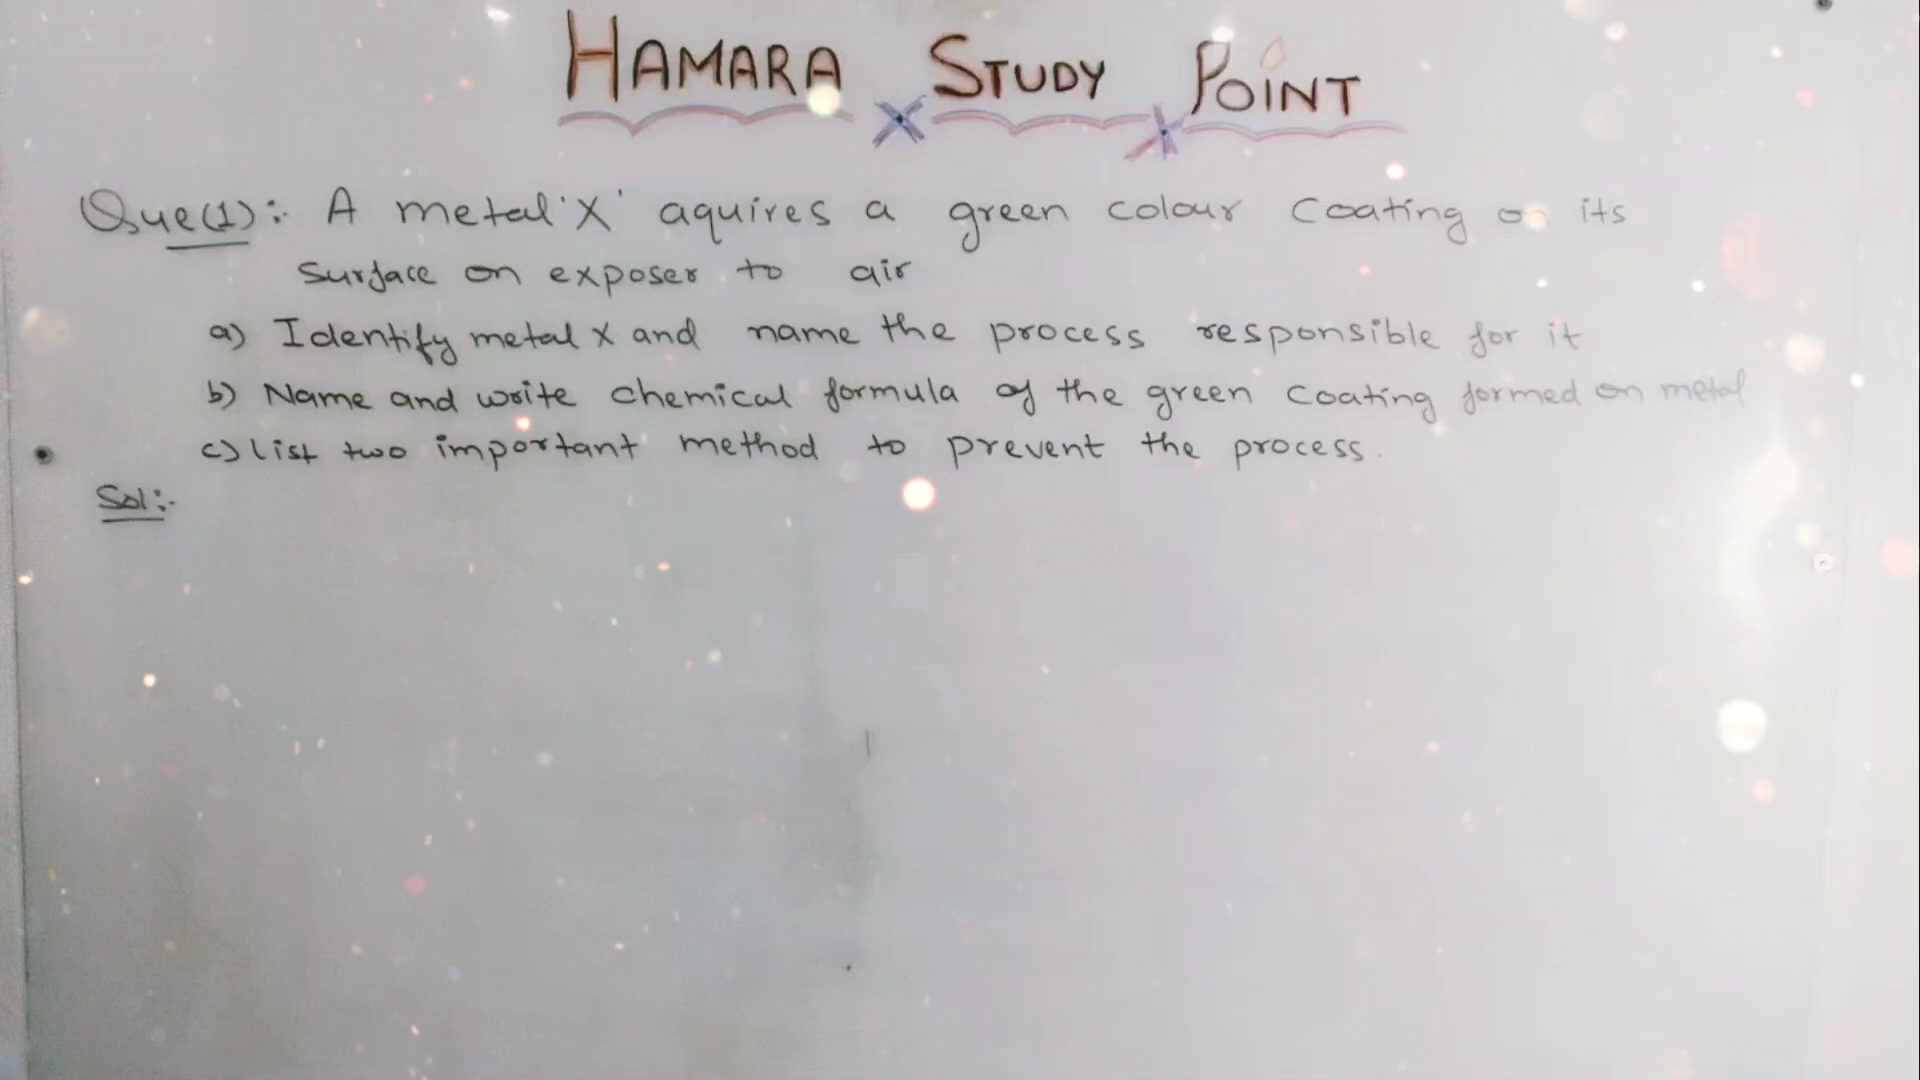 HAMARA STUDY POINT
Que(1):- A metal 'X' aquires a green colour coating on its
surface on exposer to air
a) Identify metal X and name the process responsible for it
b) Name and write chemical formula of the green coating formed on metal
c) list two important method to prevent the process.
Sol:-